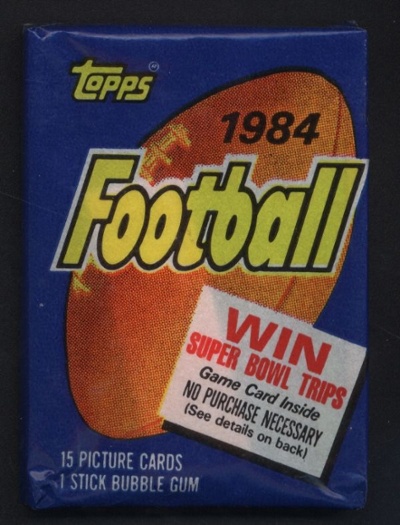 topps
1984
Football
WIN
SUPER BOWL TRIPS
Game Card Inside
NO PURCHASE NECESSARY
(See details on back)
15 PICTURE CARDS
1 STICK BUBBLE GUM